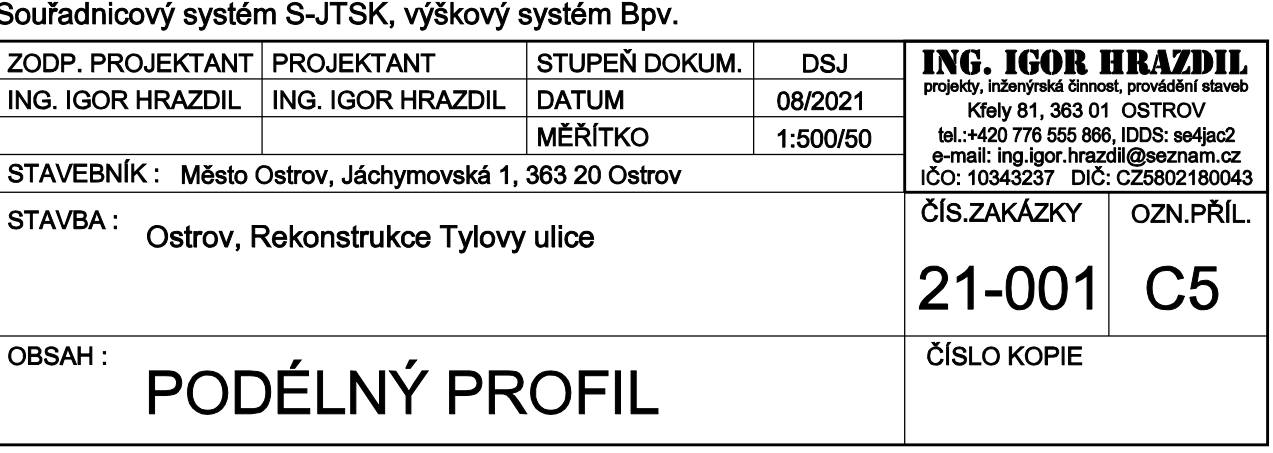 Souřadnicový systém S-JTSK, výškový systém Bpv.
ZODP. PROJEKTANT PROJEKTANT STUPEŇ DOKUM. DSJ
ING. IGOR HRAZDIL ING. IGOR HRAZDIL DATUM 08/2021
MĚŘÍTKO 1:500/50
STAVEBNÍK : Město Ostrov, Jáchymovská 1, 363 20 Ostrov
ING. IGOR HRAZDIL
projekty, inženýrská činnost, provádění staveb
Kfely 81, 363 01 OSTROV
tel.:+420 776 555 866, IDDS: se4jac2
e-mail: ing.igor.hrazdil@seznam.cz
IČO: 10343237 DIČ: CZ5802180043
STAVBA : Ostrov, Rekonstrukce Tylovy ulice
ČÍS.ZAKÁZKY OZN.PŘÍL.
21-001 C5
OBSAH : PODÉLNÝ PROFIL
ČÍSLO KOPIE